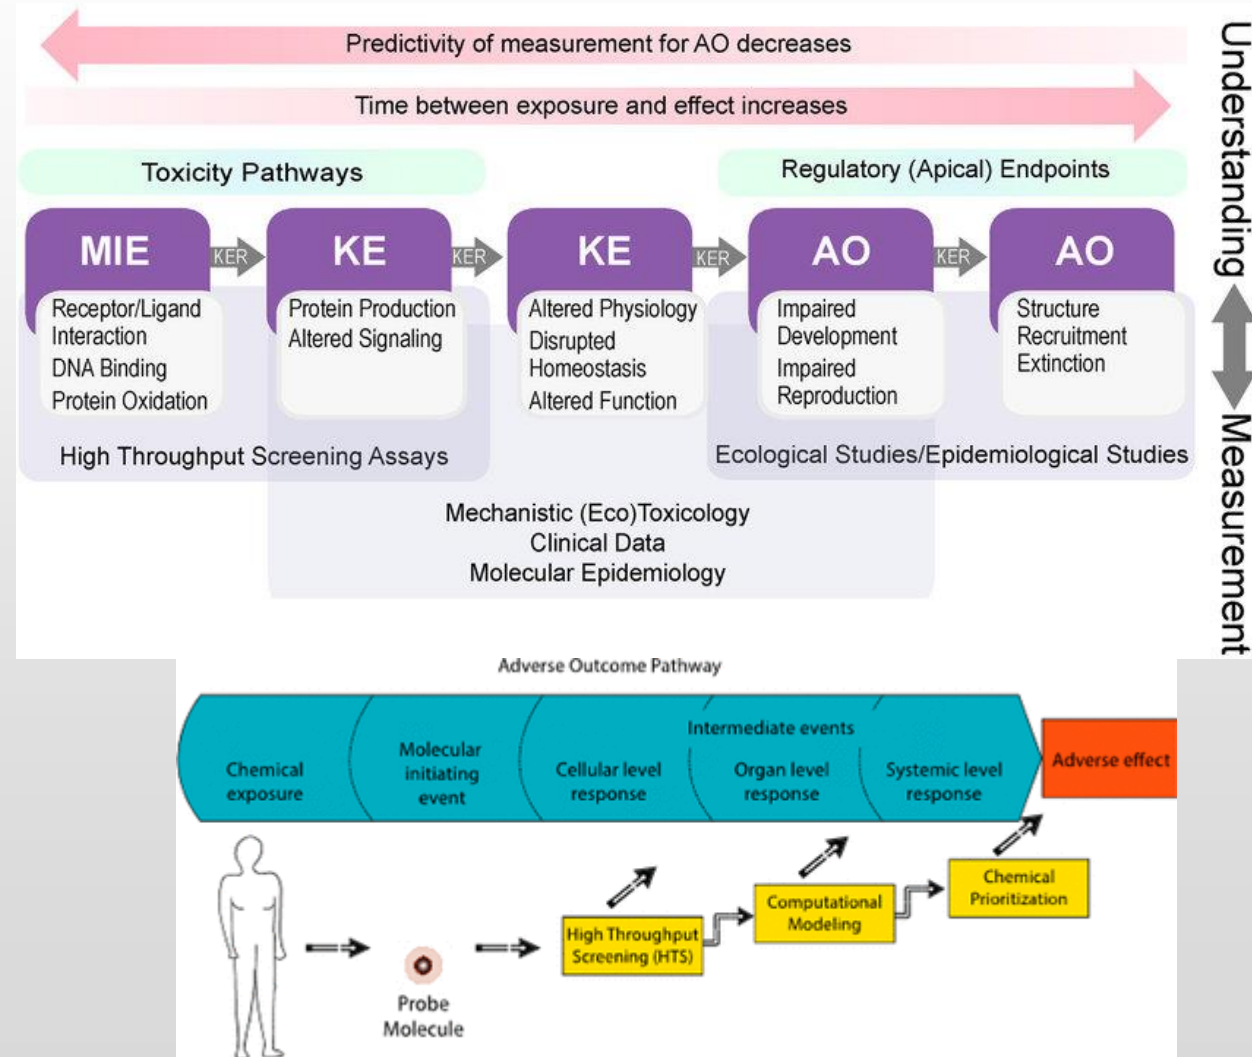 Predictivity of measurement for AO decreases
Time between exposure and effect increases
Toxicity Pathways
Regulatory (Apical) Endpoints
MIE
KER
KE
KER
KE
KER
AO
KER
AO
Receptor/Ligand
Interaction
DNA Binding
Protein Oxidation
Protein Production
Altered Signaling
Altered Physiology
Disrupted
Homeostasis
Altered Function
Impaired
Development
Impaired
Reproduction
Structure
Recruitment
Extinction
High Throughput Screening Assays
Ecological Studies/Epidemiological Studies
Mechanistic (Eco)Toxicology
Clinical Data
Molecular Epidemiology
Understanding
Measurement
Adverse Outcome Pathway
Chemical
exposure
Molecular
initiating
event
Intermediate events
Cellular level
response
Organ level
response
Systemic level
response
Adverse effect
Probe
Molecule
High Throughput
Screening (HTS)
Computational
Modeling
Chemical
Prioritization